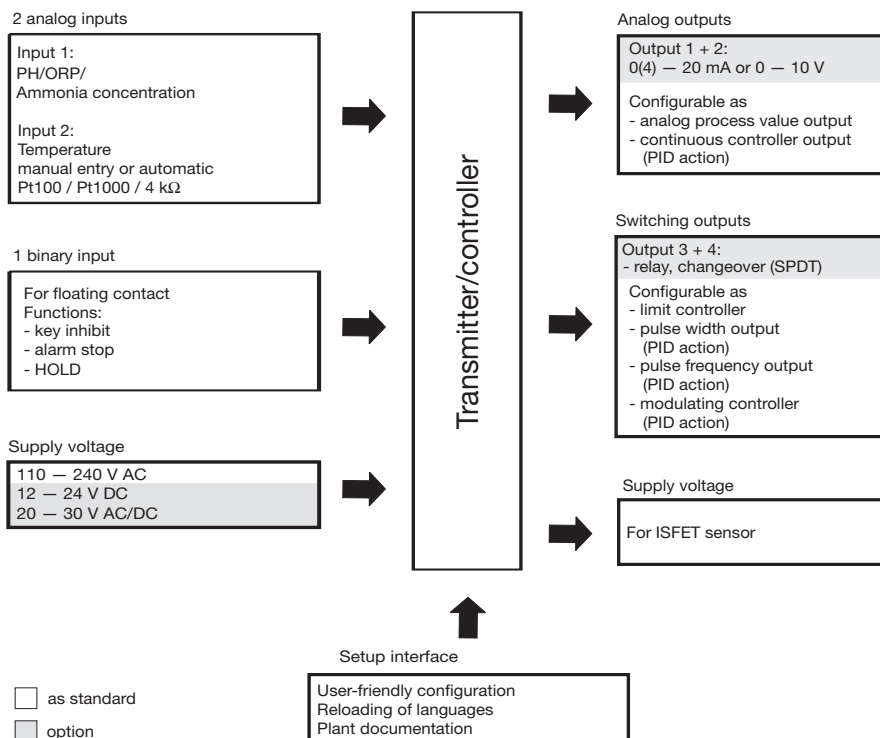 2 analog inputs
Input 1:
PH/ORP/
Ammonia concentration
Input 2:
Temperature
manual entry or automatic
Pt100 / Pt1000 / 4 kΩ
1 binary input
For floating contact
Functions:
- key inhibit
- alarm stop
- HOLD
Supply voltage
110 — 240 V AC
12 — 24 V DC
20 — 30 V AC/DC
Transmitter/controller
Analog outputs
Output 1 + 2:
0(4) — 20 mA or 0 — 10 V
Configurable as
- analog process value output
- continuous controller output
(PID action)
Switching outputs
Output 3 + 4:
- relay, changeover (SPDT)
Configurable as
- limit controller
- pulse width output
(PID action)
- pulse frequency output
(PID action)
- modulating controller
(PID action)
Supply voltage
For ISFET sensor
Setup interface
User-friendly configuration
Reloading of languages
Plant documentation
as standard
option